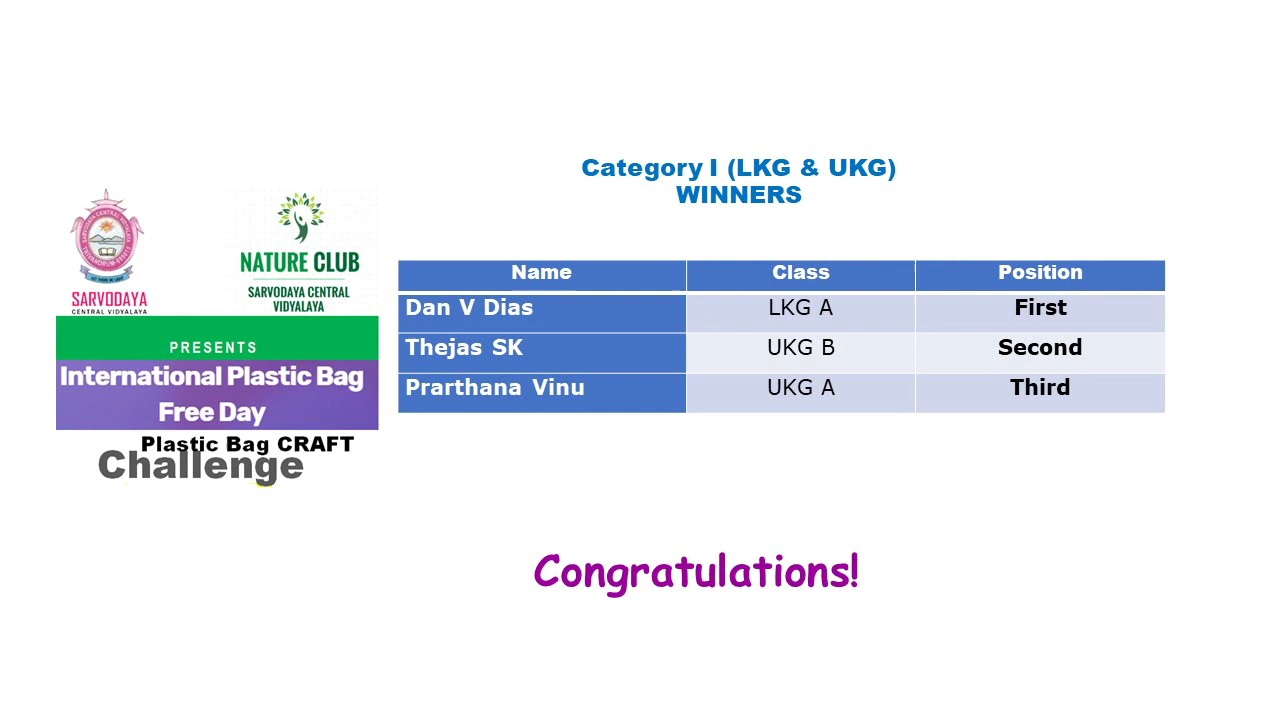 Category I (LKG & UKG)
WINNERS
SARVODAYA
CENTRAL VIDYALAYA
NATURE CLUB
SARVODAYA CENTRAL
VIDYALAYA
PRESENTS
International Plastic Bag
Free Day
Plastic Bag CRAFT
Challenge
Name Class Position
Dan V Dias LKG A First
Thejas SK UKG B Second
Prarthana Vinu UKG A Third
Congratulations!